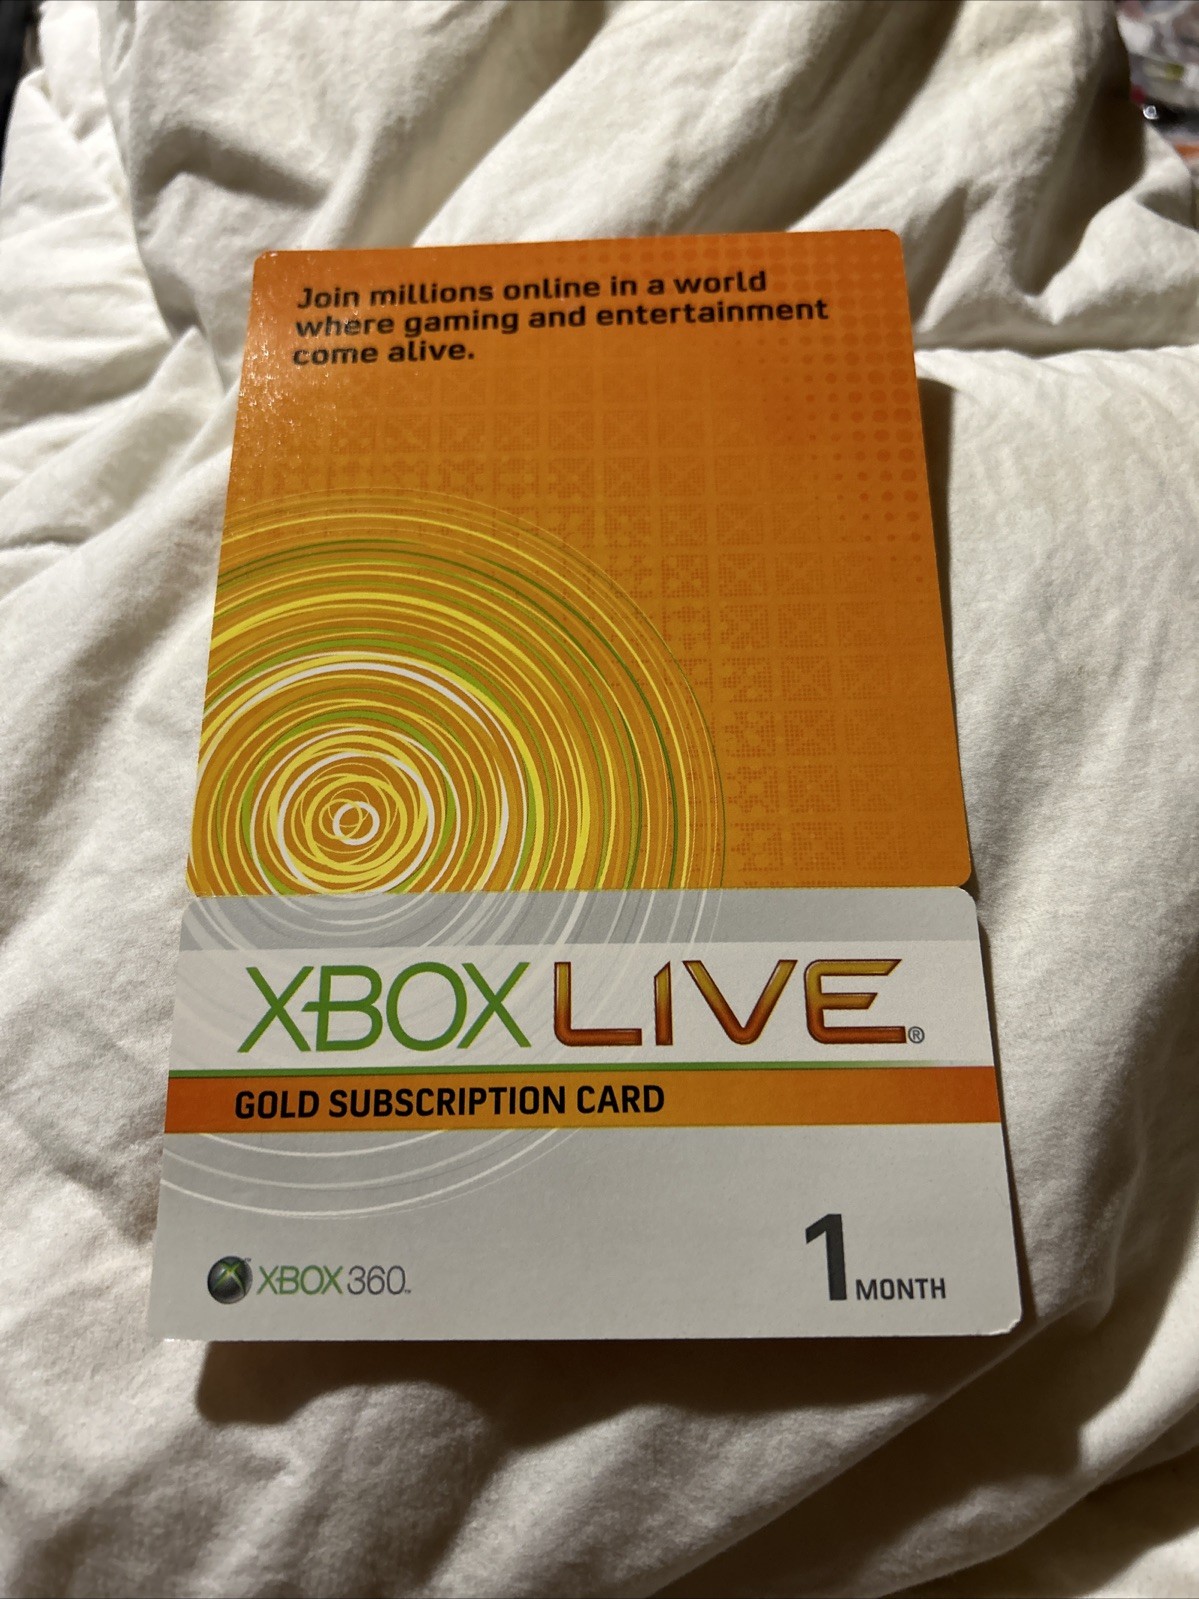 Join millions online in a world
where gaming and entertainment
come alive.
XBOX LIVE®
GOLD SUBSCRIPTION CARD
XBOX 360™
1 MONTH